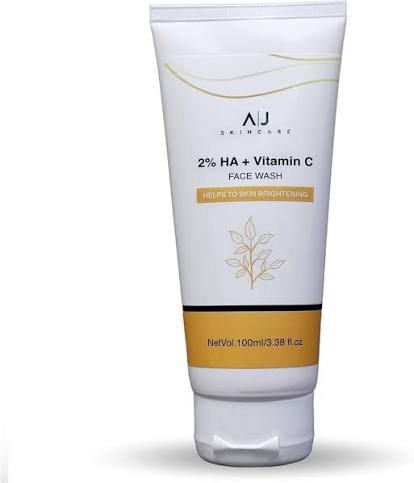 A|J
SKINCARE
2% HA + Vitamin C
FACE WASH
HELPS TO SKIN BRIGHTENING
NetVol.100ml/3.38 fl.oz